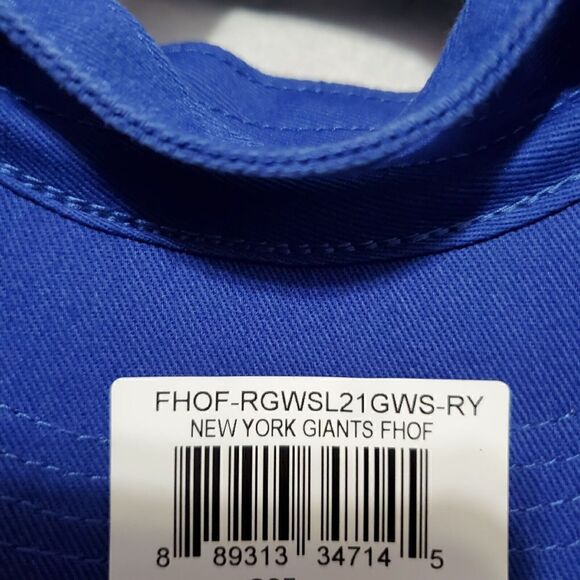 FHOF-RGWSL21GWS-RY
NEW YORK GIANTS FHOF
8 89313 34714 5